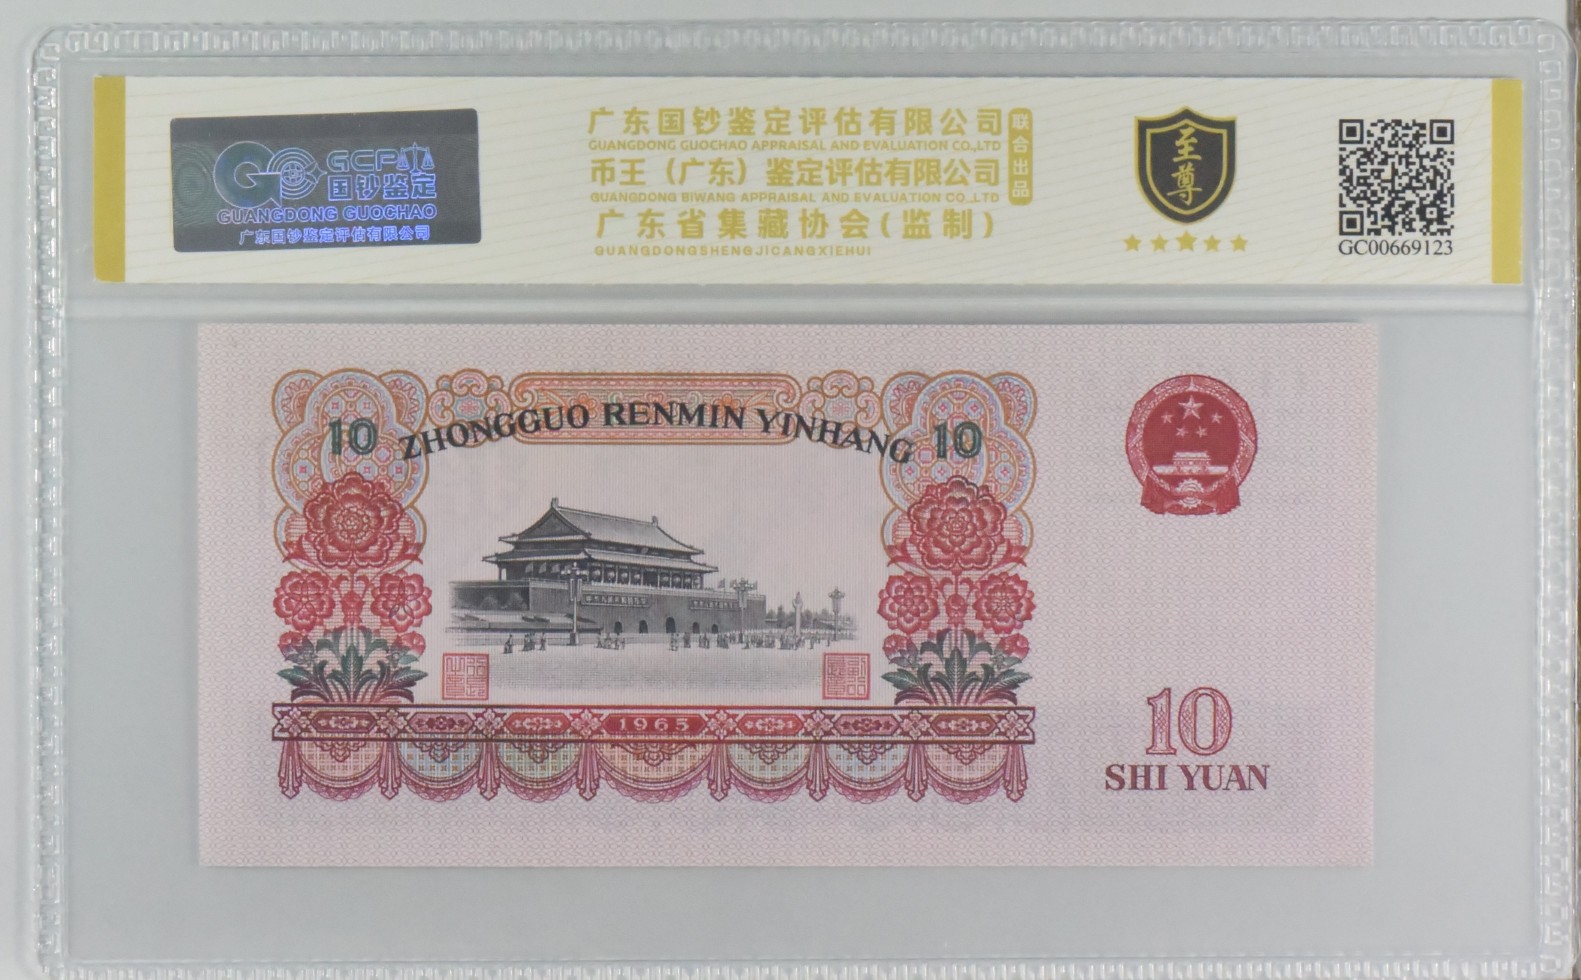 GCP
国钞鉴定
GUANGDONG GUOCHAO
广东国钞鉴定评估有限公司
广东国钞鉴定评估有限公司
GUANGDONG GUOCHAO APPRAISAL AND EVALUATION CO.,LTD
币王（广东）鉴定评估有限公司
GUANGDONG BIWANG APPRAISAL AND EVALUATION CO.,LTD
广东省集藏协会(监制)
GUANGDONGSHENGJICANGXIEHUI
联合出品
至尊
GC00669123
10 ZHONGGUO RENMIN YINHANG 10
1965
10
SHI YUAN